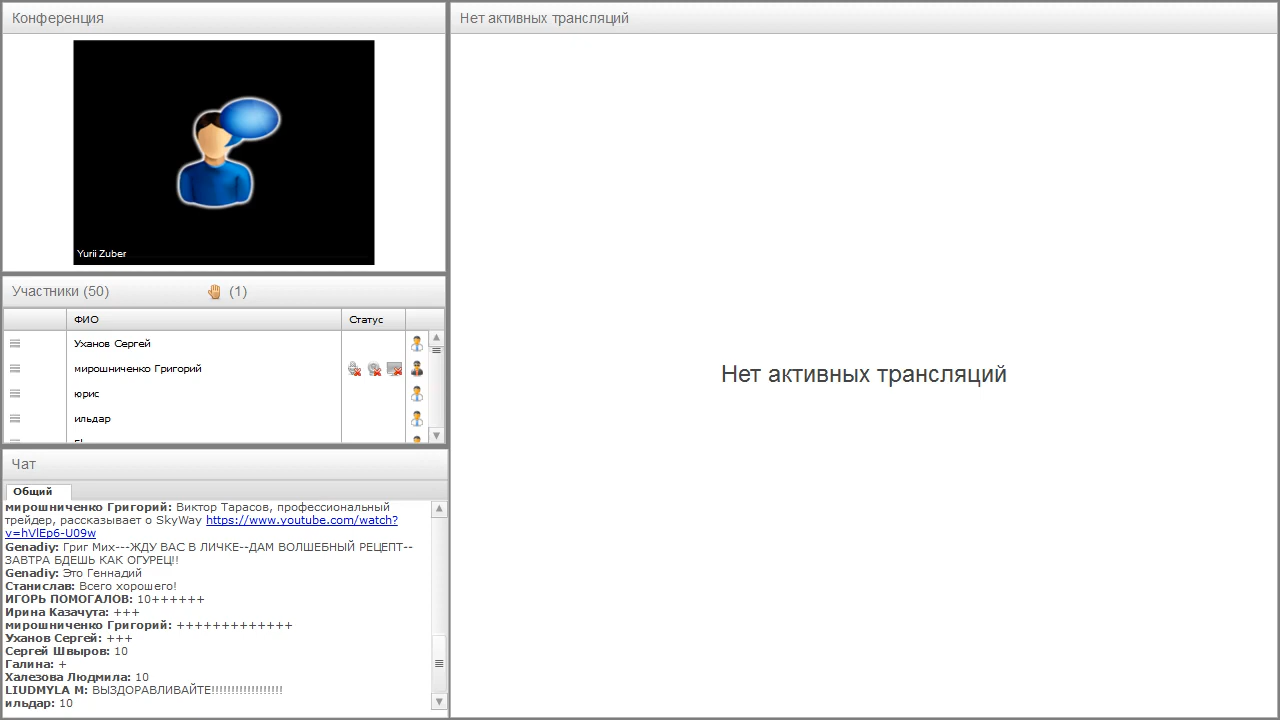 Конференция
Нет активных трансляций
Yurii Zuber
Участники (50)
(1)
ФИО
Статус
Уханов Сергей
мирошниченко Григорий
юрис
ильдар
Нет активных трансляций
Чат
Общий
мирошниченко Григорий: Виктор Тарасов, профессиональный
трейдер, рассказывает о SkyWay https://www.youtube.com/watch?
v=hVlEp6-U09w
Genadiy: Григ Мих---ЖДУ ВАС В ЛИЧКЕ--ДАМ ВОЛШЕБНЫЙ РЕЦЕПТ--
ЗАВТРА БДЕШЬ КАК ОГУРЕЦ!!
Genadiy: Это Геннадий
Станислав: Всего хорошего!
ИГОРЬ ПОМОГАЛОВ: 10++++++
Ирина Казачута: +++
мирошниченко Григорий: +++++++++++++
Уханов Сергей: +++
Сергей Швыров: 10
Галина: +
Халезова Людмила: 10
LIUDMYLA M: ВЫЗДОРАВЛИВАЙТЕ!!!!!!!!!!!!!!!!!!
ильдар: 10